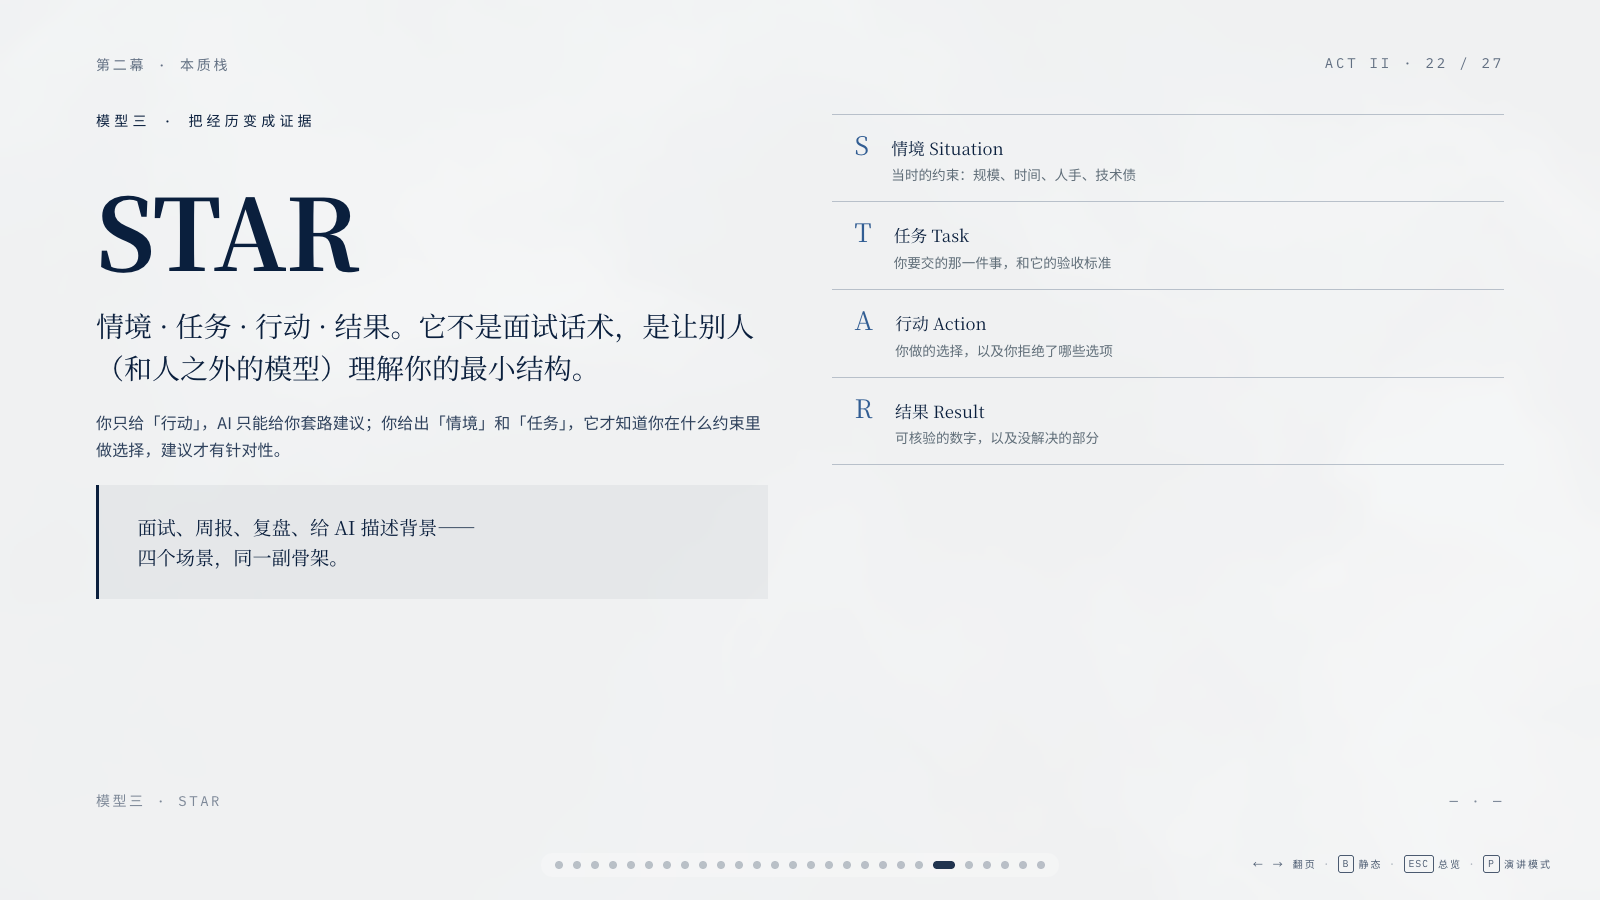 第二幕 · 本质栈
ACT II · 22 / 27
模型三 · 把经历变成证据
STAR
情境 · 任务 · 行动 · 结果。它不是面试话术，是让别人
（和人之外的模型）理解你的最小结构。
你只给「行动」，AI 只能给你套路建议；你给出「情境」和「任务」，它才知道你在什么约束里
做选择，建议才有针对性。
面试、周报、复盘、给 AI 描述背景——
四个场景，同一副骨架。
S 情境 Situation
当时的约束：规模、时间、人手、技术债
T 任务 Task
你要交的那一件事，和它的验收标准
A 行动 Action
你做的选择，以及你拒绝了哪些选项
R 结果 Result
可核验的数字，以及没解决的部分
模型三 · STAR
— · —
← → 翻页 · B 静态 · ESC 总览 · P 演讲模式